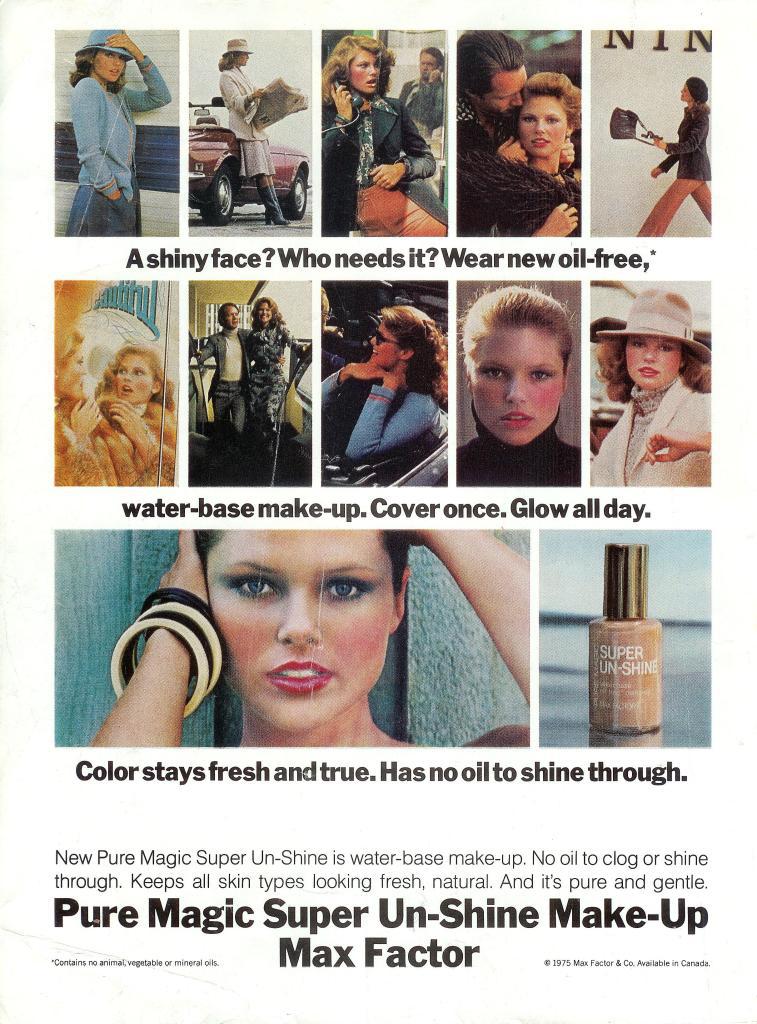 NIN
A shiny face? Who needs it? Wear new oil-free,*
eautiful
water-base make-up. Cover once. Glow all day.
SUPER
UN-SHINE
MAX FACTOR
Color stays fresh and true. Has no oil to shine through.
New Pure Magic Super Un-Shine is water-base make-up. No oil to clog or shine
through. Keeps all skin types looking fresh, natural. And it's pure and gentle.
Pure Magic Super Un-Shine Make-Up
Max Factor
*Contains no animal, vegetable or mineral oils.
© 1975 Max Factor & Co. Available in Canada.